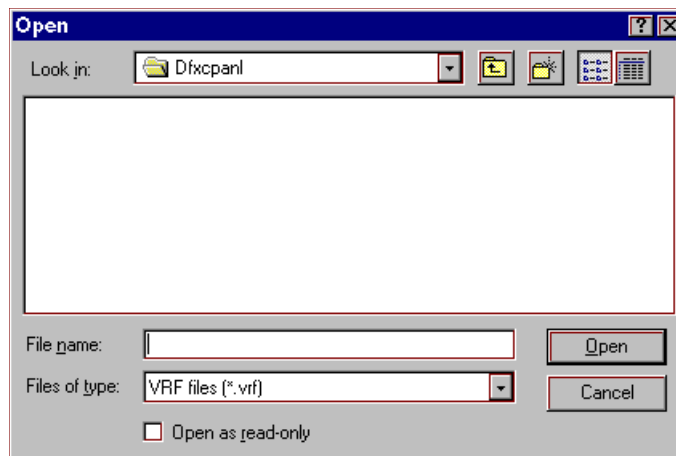 Open
Look in: Dfxcpanl
File name: Open
Files of type: VRF files (*.vrf) Cancel
Open as read-only